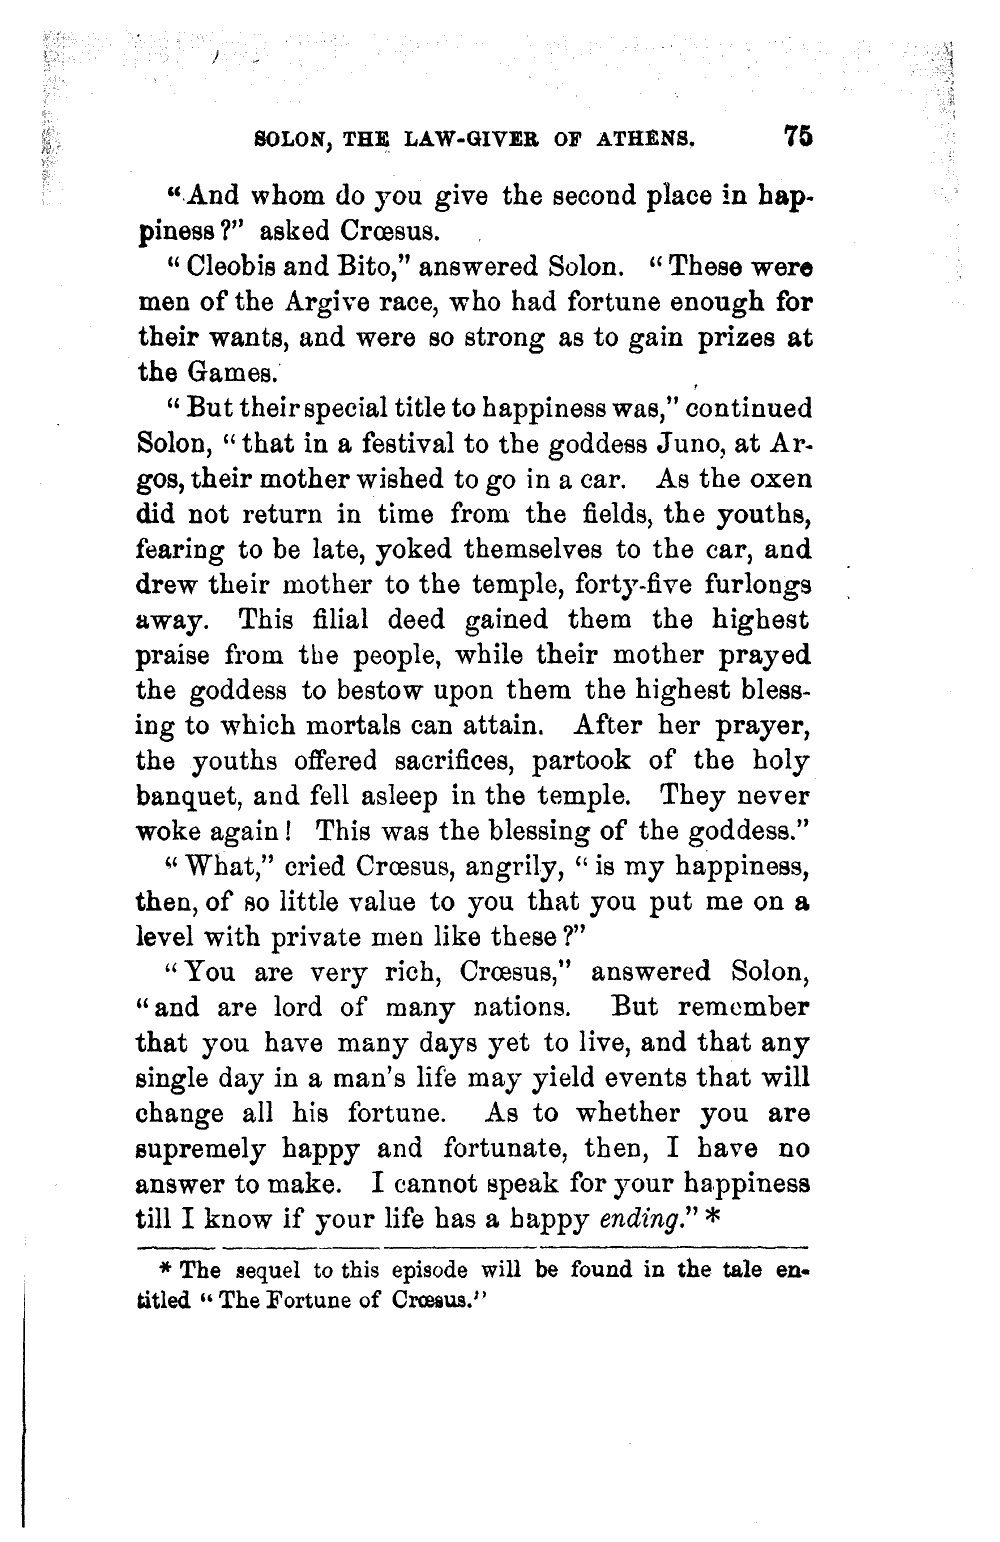 SOLON, THE LAW-GIVER OF ATHENS. 75
“And whom do you give the second place in hap-
piness?” asked Crœsus.
“Cleobis and Bito,” answered Solon. “These were
men of the Argive race, who had fortune enough for
their wants, and were so strong as to gain prizes at
the Games.
“But their special title to happiness was,” continued
Solon, “that in a festival to the goddess Juno, at Ar-
gos, their mother wished to go in a car. As the oxen
did not return in time from the fields, the youths,
fearing to be late, yoked themselves to the car, and
drew their mother to the temple, forty-five furlongs
away. This filial deed gained them the highest
praise from the people, while their mother prayed
the goddess to bestow upon them the highest bless-
ing to which mortals can attain. After her prayer,
the youths offered sacrifices, partook of the holy
banquet, and fell asleep in the temple. They never
woke again! This was the blessing of the goddess.”
“What,” cried Crœsus, angrily, “is my happiness,
then, of so little value to you that you put me on a
level with private men like these?”
“You are very rich, Crœsus,” answered Solon,
“and are lord of many nations. But remember
that you have many days yet to live, and that any
single day in a man's life may yield events that will
change all his fortune. As to whether you are
supremely happy and fortunate, then, I have no
answer to make. I cannot speak for your happiness
till I know if your life has a happy ending.” *
* The sequel to this episode will be found in the tale en-
titled “The Fortune of Crœsus.”